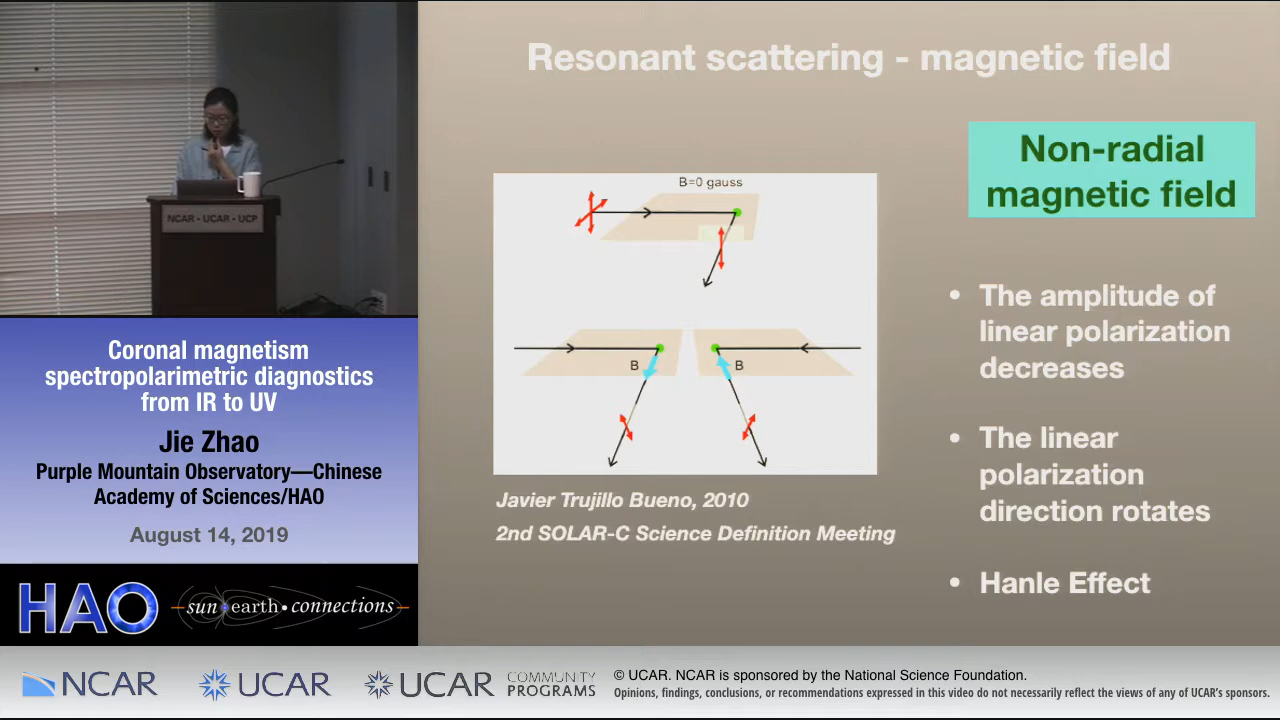 Resonant scattering - magnetic field
Non-radial
magnetic field
B=0 gauss
B
B
Javier Trujillo Bueno, 2010
2nd SOLAR-C Science Definition Meeting
• The amplitude of
linear polarization
decreases
• The linear
polarization
direction rotates
• Hanle Effect
NCAR - UCAR - UCP
Coronal magnetism
spectropolarimetric diagnostics
from IR to UV
Jie Zhao
Purple Mountain Observatory—Chinese
Academy of Sciences/HAO
August 14, 2019
HAO
sun earth • connections
NCAR
UCAR
UCAR
COMMUNITY
PROGRAMS
© UCAR. NCAR is sponsored by the National Science Foundation.
Opinions, findings, conclusions, or recommendations expressed in this video do not necessarily reflect the views of any of UCAR's sponsors.